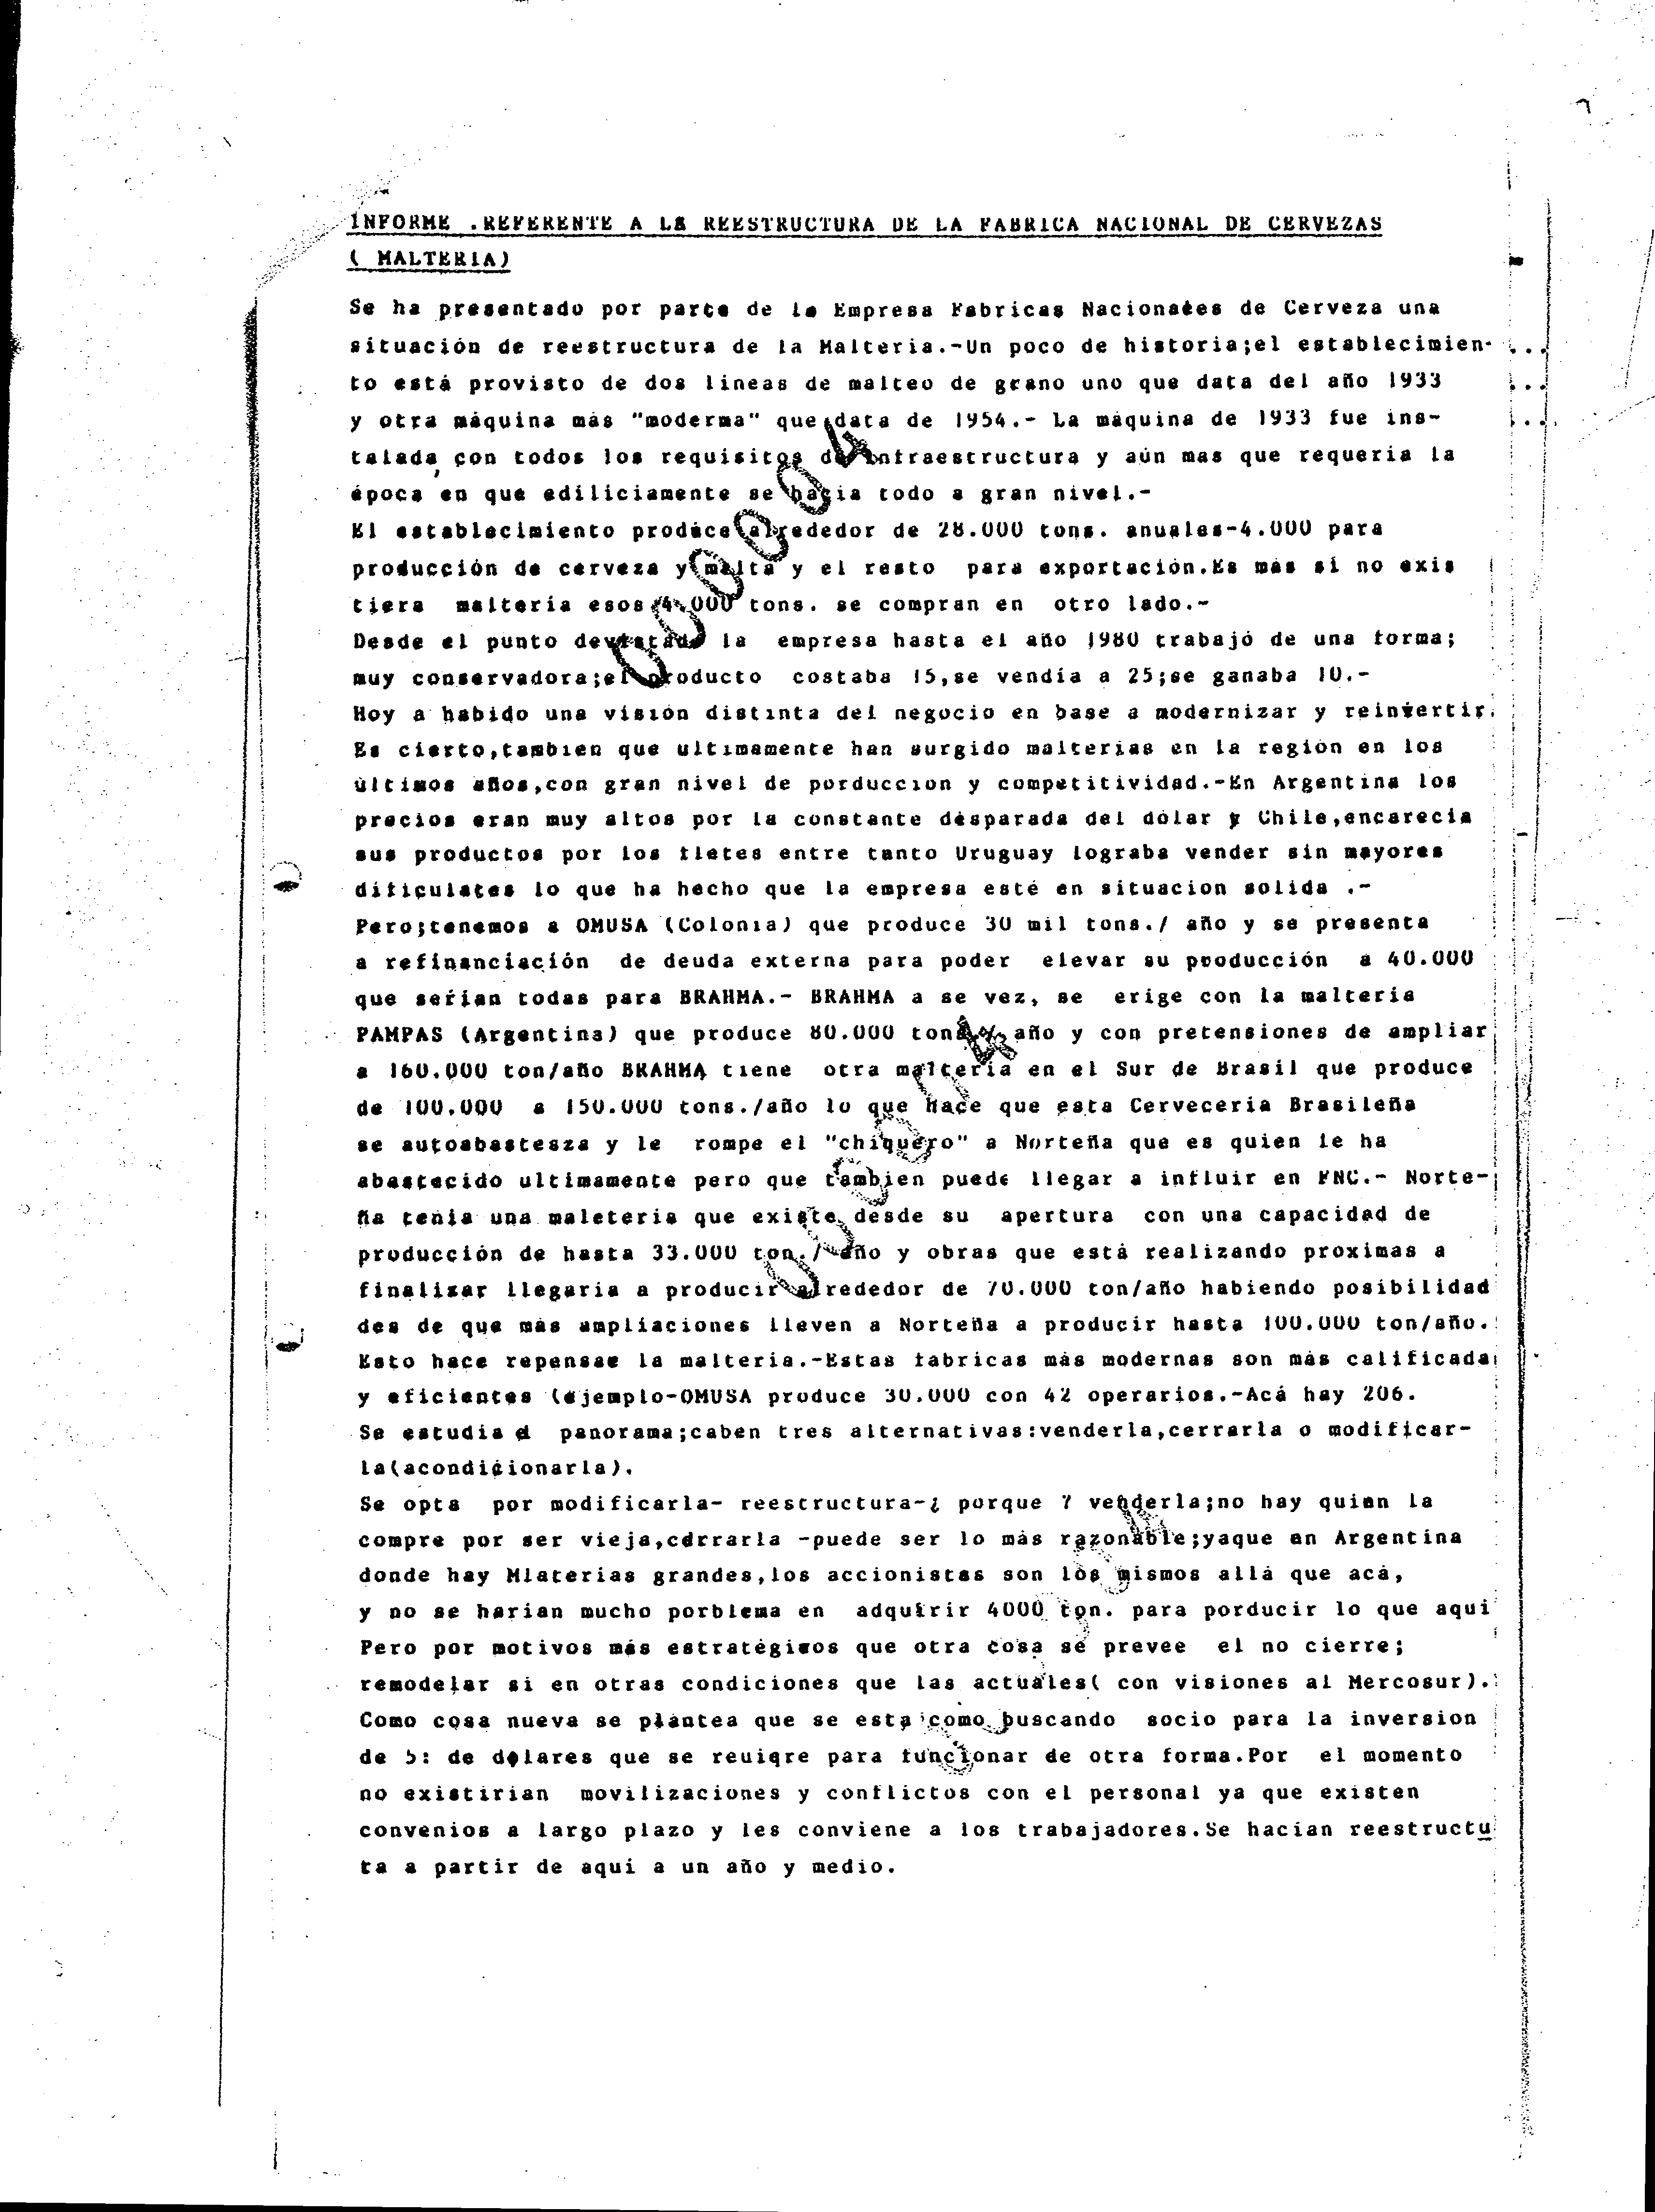 INFORME .REFERENTE A LA REESTRUCTURA DE LA FABRICA NACIONAL DE CERVEZAS
( MALTERIA)
Se ha presentado por parte de la Empresa Fabricas Nacionales de Cerveza una
situación de reestructura de la Malteria.-Un poco de historia;el establecimien-
to está provisto de dos lineas de malteo de grano uno que data del año 1933
y otra máquina más "moderma" que data de 1954.- La máquina de 1933 fue ins-
talada con todos los requisitos de infraestructura y aún mas que requeria la
época en que ediliciamente se hacia todo a gran nivel.-
El establecimiento prodúce alrededor de 28.000 tons. anuales-4.000 para
producción de cerveza y malta y el resto para exportación.Es más si no exis
tiera malteria esos 4.000 tons. se compran en otro lado.-
Desde el punto de la empresa hasta el año 1980 trabajó de una forma;
muy conservadora;el producto costaba 15,se vendia a 25;se ganaba 10.-
Hoy a habido una visión distinta del negocio en base a modernizar y reinvertir.
Es cierto,tambien que ultimamente han surgido malterias en la región en los
últimos años,con gran nivel de porduccion y competitividad.-En Argentina los
precios eran muy altos por la constante désparada del dólar y Chile,encarecia
sus productos por los fletes entre tanto Uruguay lograba vender sin mayores
dificulates lo que ha hecho que la empresa esté en situacion solida .-
Pero;tenemos a OMUSA (Colonia) que produce 30 mil tons./ año y se presenta
a refinanciación de deuda externa para poder elevar su producción a 40.000
que serian todas para BRAHMA.- BRAHMA a se vez, se erige con la malteria
PAMPAS (Argentina) que produce 80.000 año y con pretensiones de ampliar
a 160.000 ton/año BRAHMA tiene otra malteria en el Sur de Brasil que produce
de 100.000 a 150.000 tons./año lo que hace que esta Cerveceria Brasileña
se autoabastesza y le rompe el "chiquero" a Norteña que es quien le ha
abastecido ultimamente pero que tambien puede llegar a influir en FNC.- Norte-
ña tenia una maleteria que existe desde su apertura con una capacidad de
producción de hasta 33.000 ton./ año y obras que está realizando proximas a
finalizar llegaria a producir alrededor de 70.000 ton/año habiendo posibilidad
des de que más ampliaciones lleven a Norteña a producir hasta 100.000 ton/año.
Esto hace repensae la malteria.-Estas fabricas más modernas son más calificada
y eficientes (ejemplo-OMUSA produce 30.000 con 42 operarios.-Acá hay 206.
Se estudia el panorama;caben tres alternativas:venderla,cerrarla o modificar-
la(acondicionarla).
Se opta por modificarla- reestructura-¿ porque ? venderla;no hay quien la
compre por ser vieja,cerrarla -puede ser lo más razonable;yaque en Argentina
donde hay Mlaterias grandes,los accionistas son los mismos allá que acá,
y no se harian mucho porblema en adquirir 4000 ton. para porducir lo que aqui
Pero por motivos más estratégicos que otra cosa se prevee el no cierre;
remodelar si en otras condiciones que las actuales( con visiones al Mercosur).
Como cosa nueva se plantea que se esta como buscando socio para la inversion
de 5: de dólares que se reuiqre para funcionar de otra forma.Por el momento
no existirian movilizaciones y conflictos con el personal ya que existen
convenios a largo plazo y les conviene a los trabajadores.Se hacian reestructu
ta a partir de aqui a un año y medio.